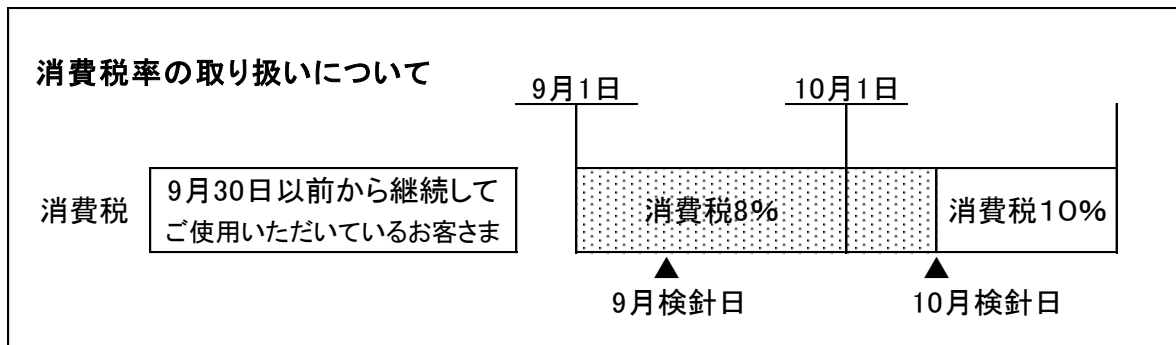 消費税率の取り扱いについて
9月1日
10月1日
消費税
9月30日以前から継続して
ご使用いただいているお客さま
消費税8%
消費税10%
9月検針日
10月検針日